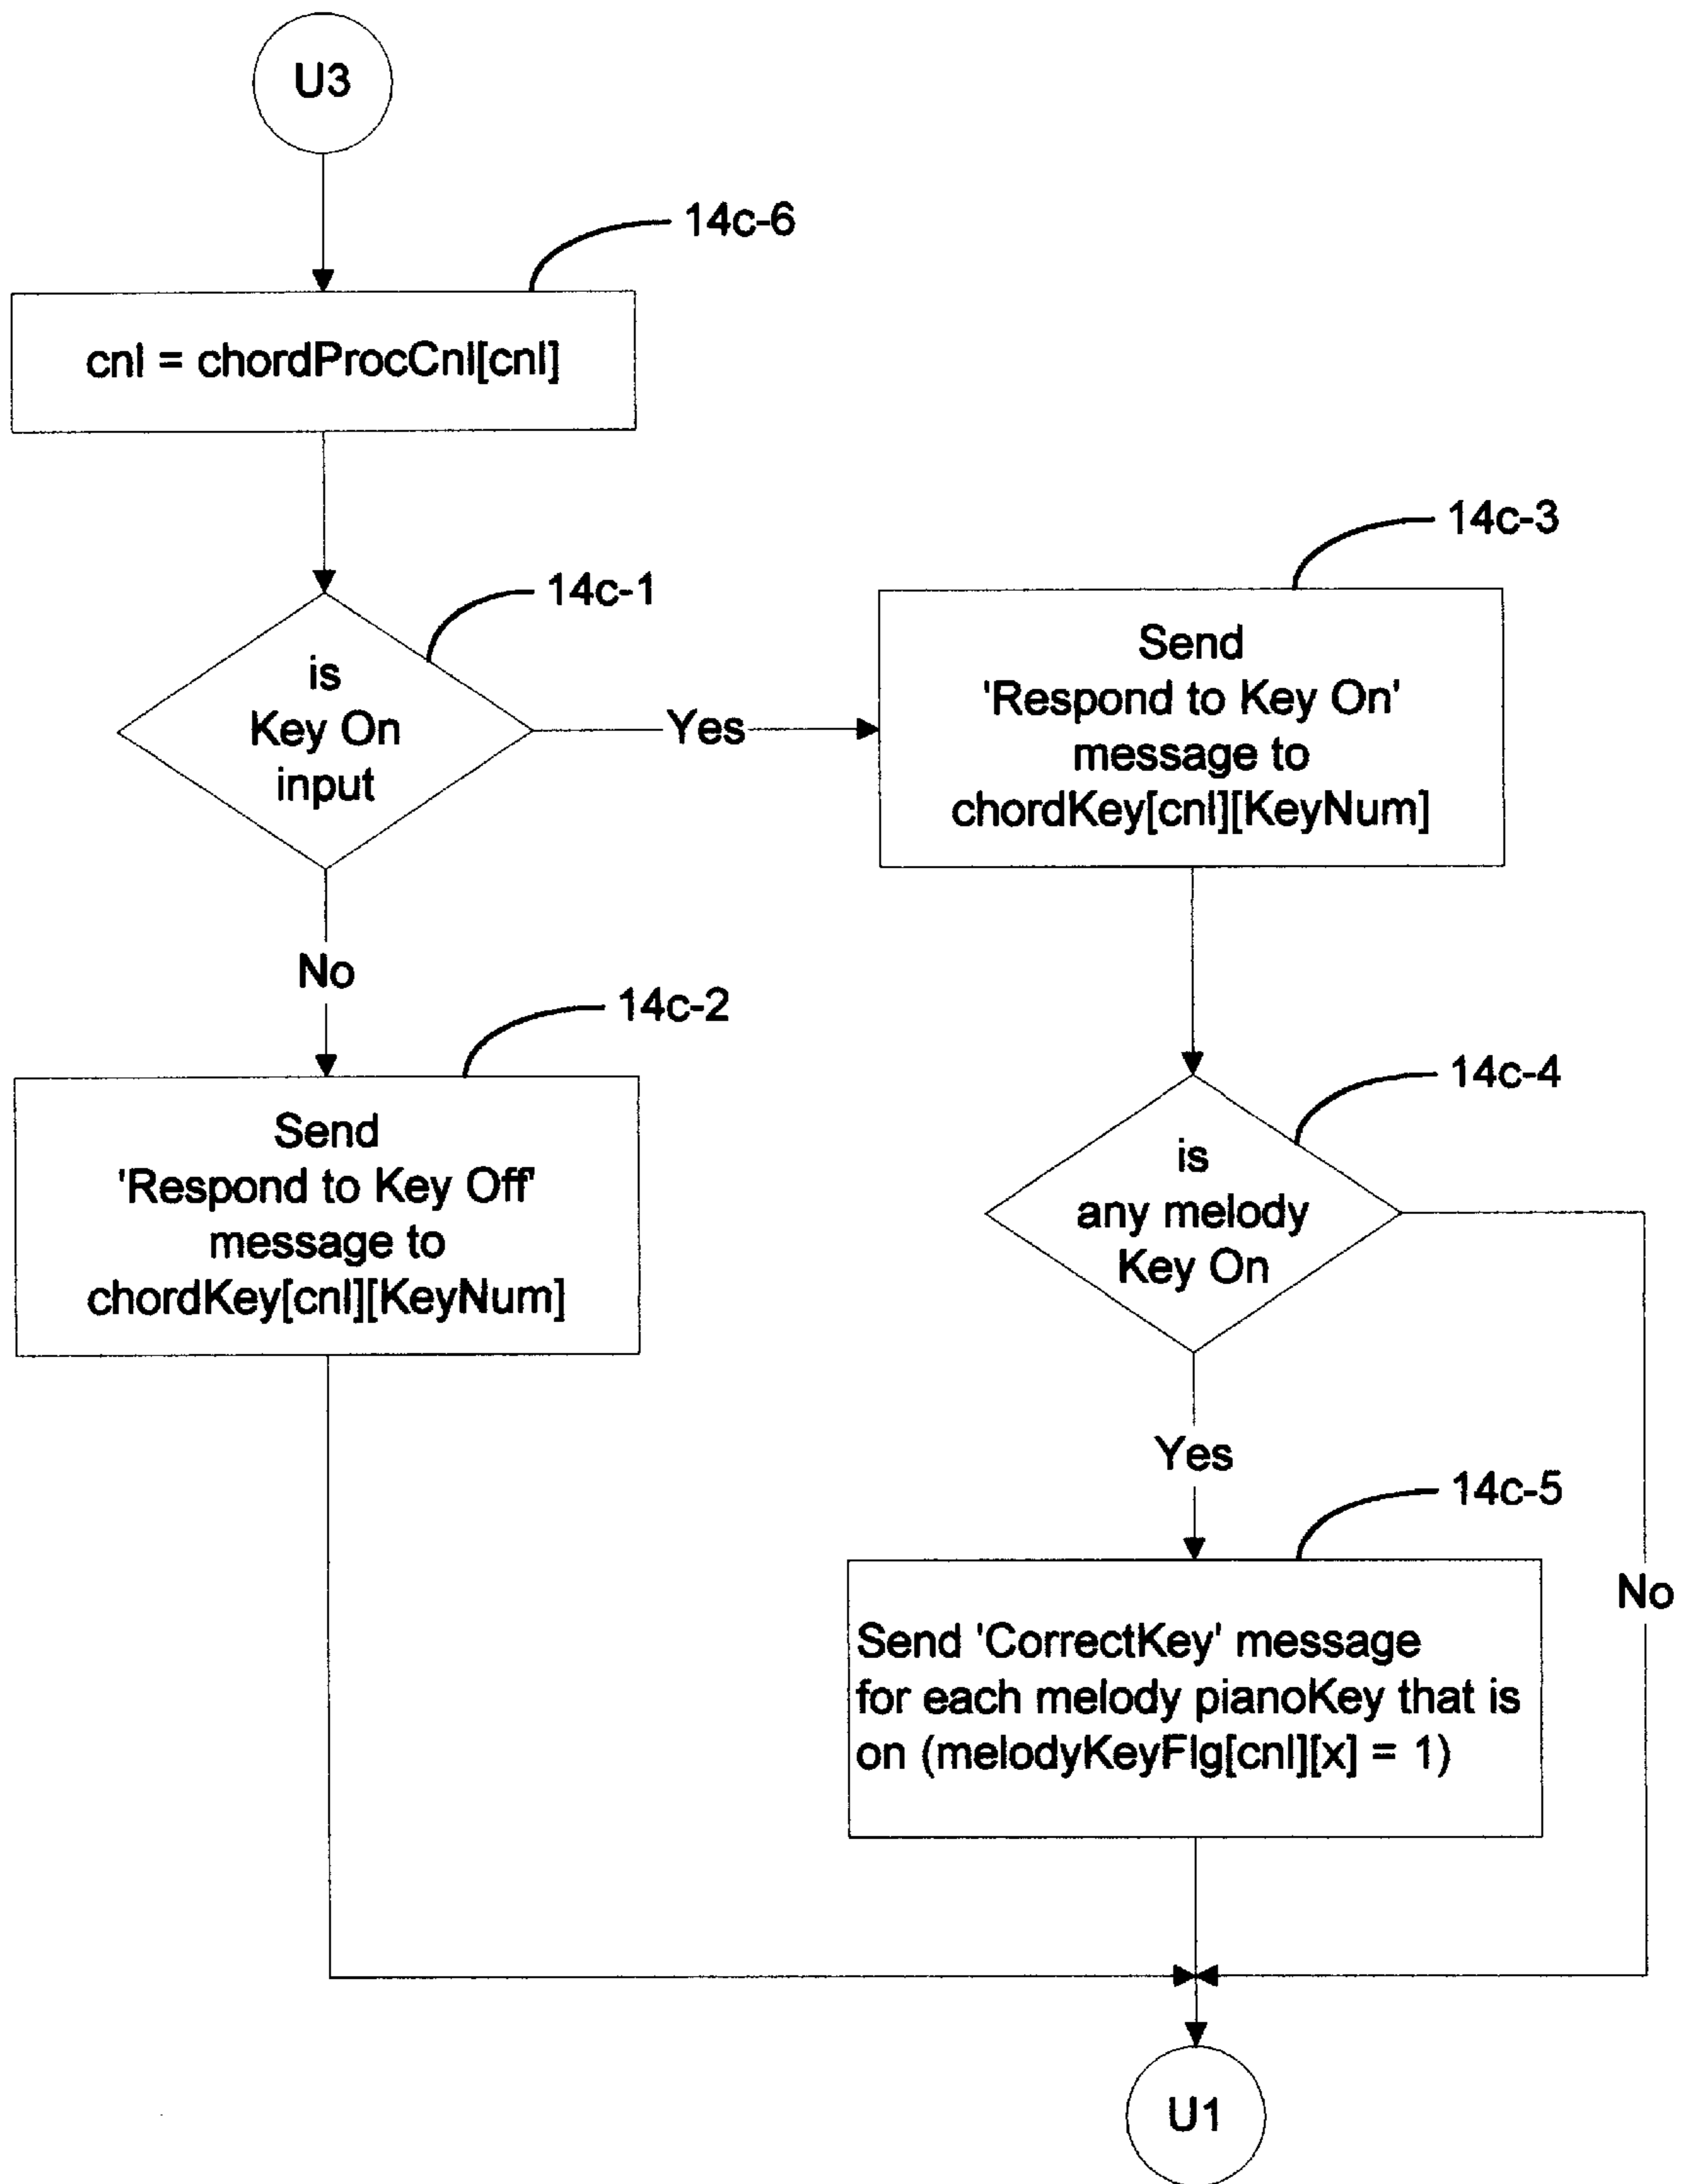 U3
14c-6
cnl = chordProcCnl[cnl]
14c-1
is
Key On
input
Yes
14c-3
Send
'Respond to Key On'
message to
chordKey[cnl][KeyNum]
No
14c-2
Send
'Respond to Key Off'
message to
chordKey[cnl][KeyNum]
14c-4
is
any melody
Key On
Yes
No
14c-5
Send 'CorrectKey' message
for each melody pianoKey that is
on (melodyKeyFlg[cnl][x] = 1)
U1